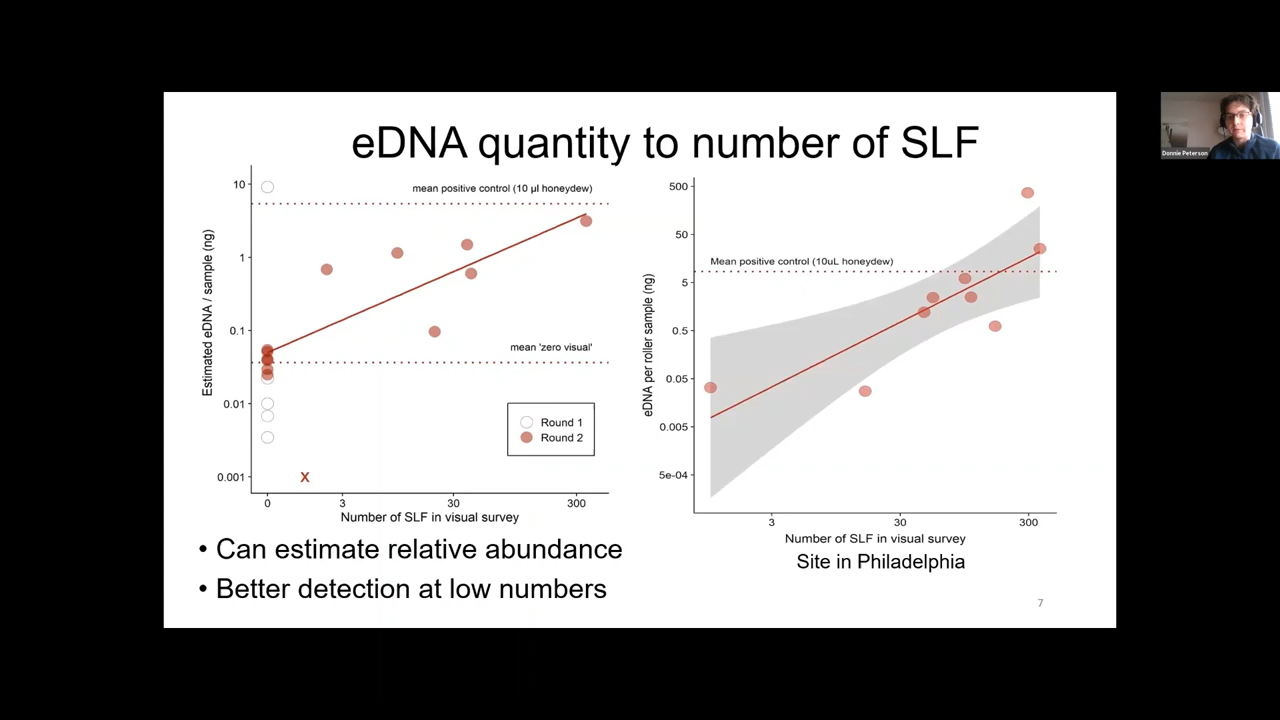 eDNA quantity to number of SLF
Estimated eDNA / sample (ng)
10
1
0.1
0.01
0.001
mean positive control (10 µl honeydew)
mean 'zero visual'
Round 1
Round 2
X
0 3 30 300
Number of SLF in visual survey
eDNA per roller sample (ng)
500
50
5
0.5
0.05
0.005
5e-04
Mean positive control (10uL honeydew)
3 30 300
Number of SLF in visual survey
Site in Philadelphia
• Can estimate relative abundance
• Better detection at low numbers
7
Donnie Peterson